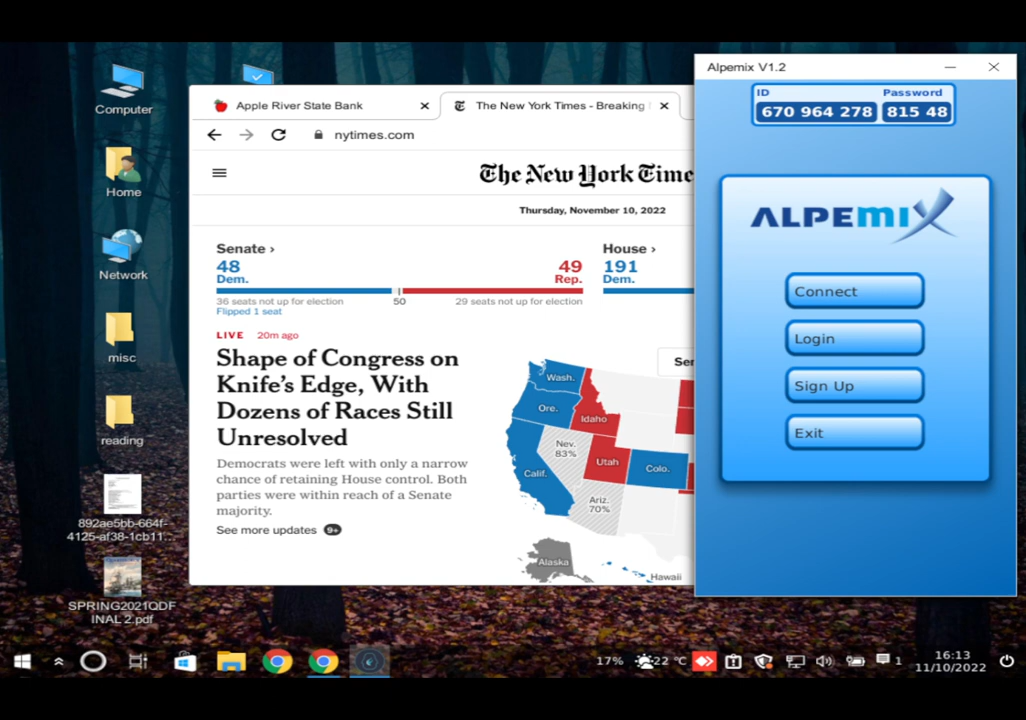 Computer
Home
Network
misc
reading
892ae5bb-664f-
4125-af38-1cb11...
SPRING2021QDF
INAL 2.pdf
Apple River State Bank
The New York Times - Breaking
nytimes.com
The New York Time
Thursday, November 10, 2022
Senate ›
48
Dem.
49
Rep.
36 seats not up for election
50
29 seats not up for election
Flipped 1 seat
House ›
191
Dem.
LIVE 20m ago
Shape of Congress on
Knife’s Edge, With
Dozens of Races Still
Unresolved
Democrats were left with only a narrow
chance of retaining House control. Both
parties were within reach of a Senate
majority.
See more updates 9+
Sen
Wash.
Ore.
Idaho
Nev.
83%
Utah
Colo.
Calif.
Ariz.
70%
Alaska
Hawaii
Alpemix V1.2
ID
Password
670 964 278
815 48
ALPEMIX
Connect
Login
Sign Up
Exit
17%
22 °C
1
16:13
11/10/2022